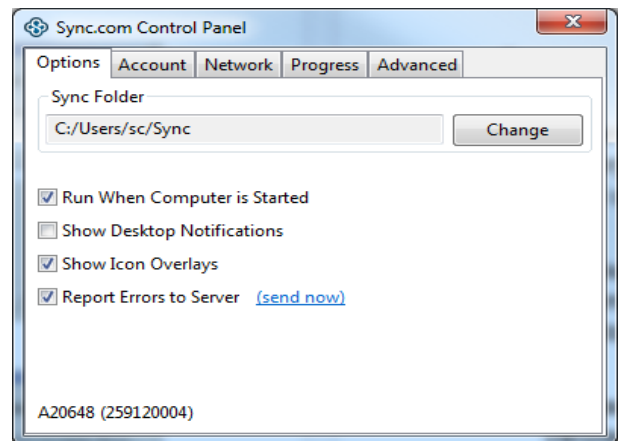 Sync.com Control Panel
Options Account Network Progress Advanced
Sync Folder
C:/Users/sc/Sync Change
Run When Computer is Started
Show Desktop Notifications
Show Icon Overlays
Report Errors to Server (send now)
A20648 (259120004)